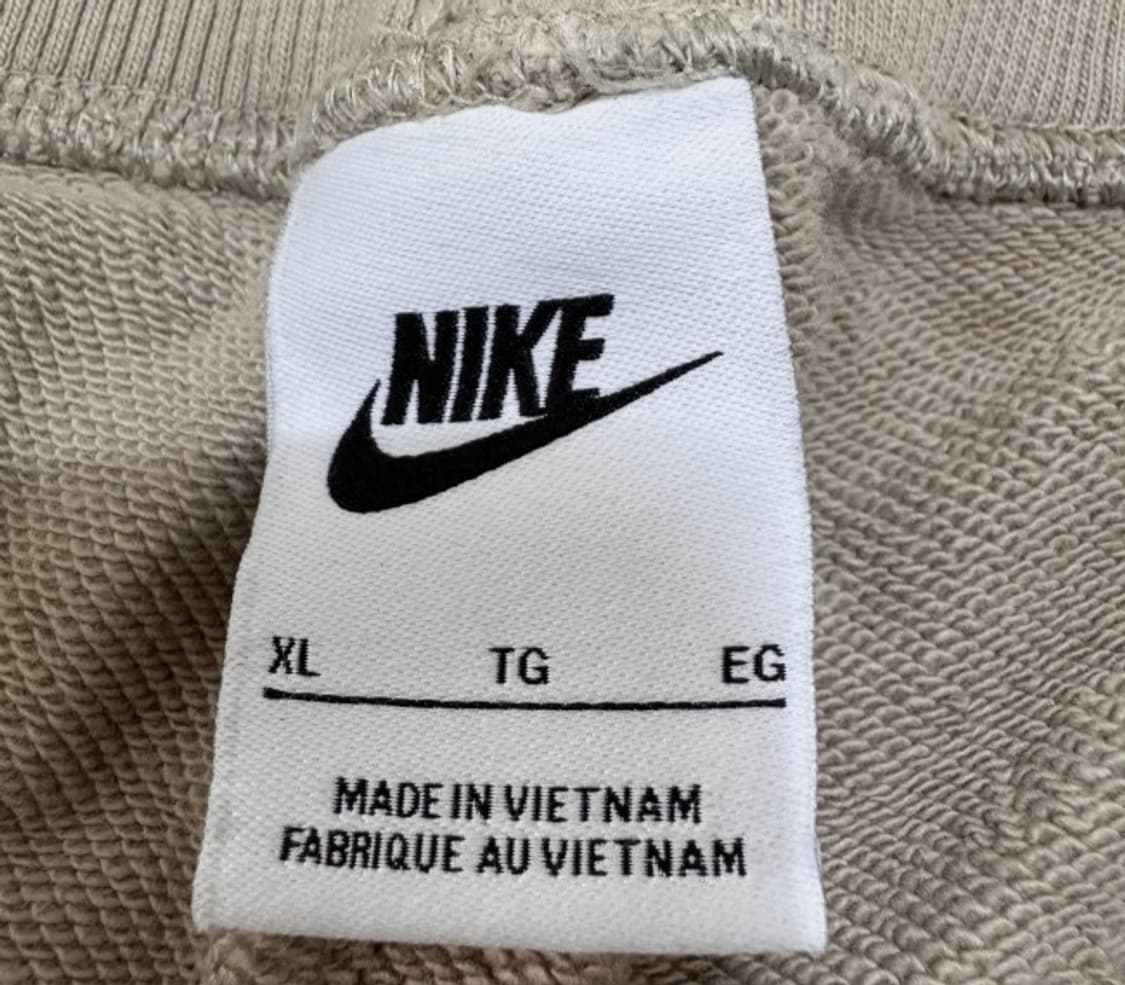 NIKE
XL TG EG
MADE IN VIETNAM
FABRIQUE AU VIETNAM